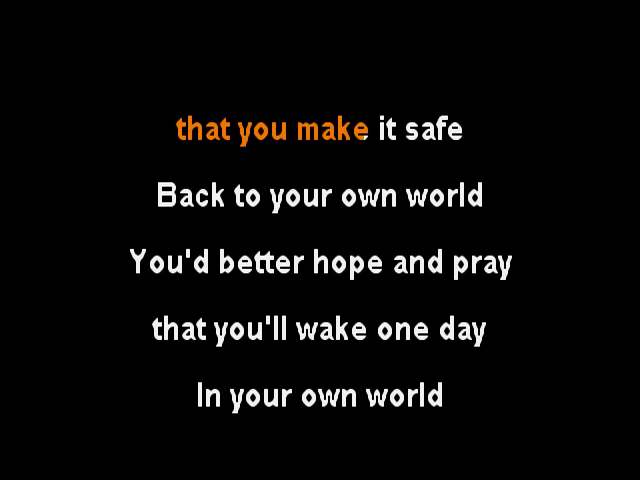 that you make it safe
Back to your own world
You'd better hope and pray
that you'll wake one day
In your own world